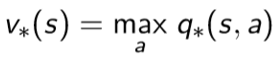 v∗(s) = max q∗(s, a)
a